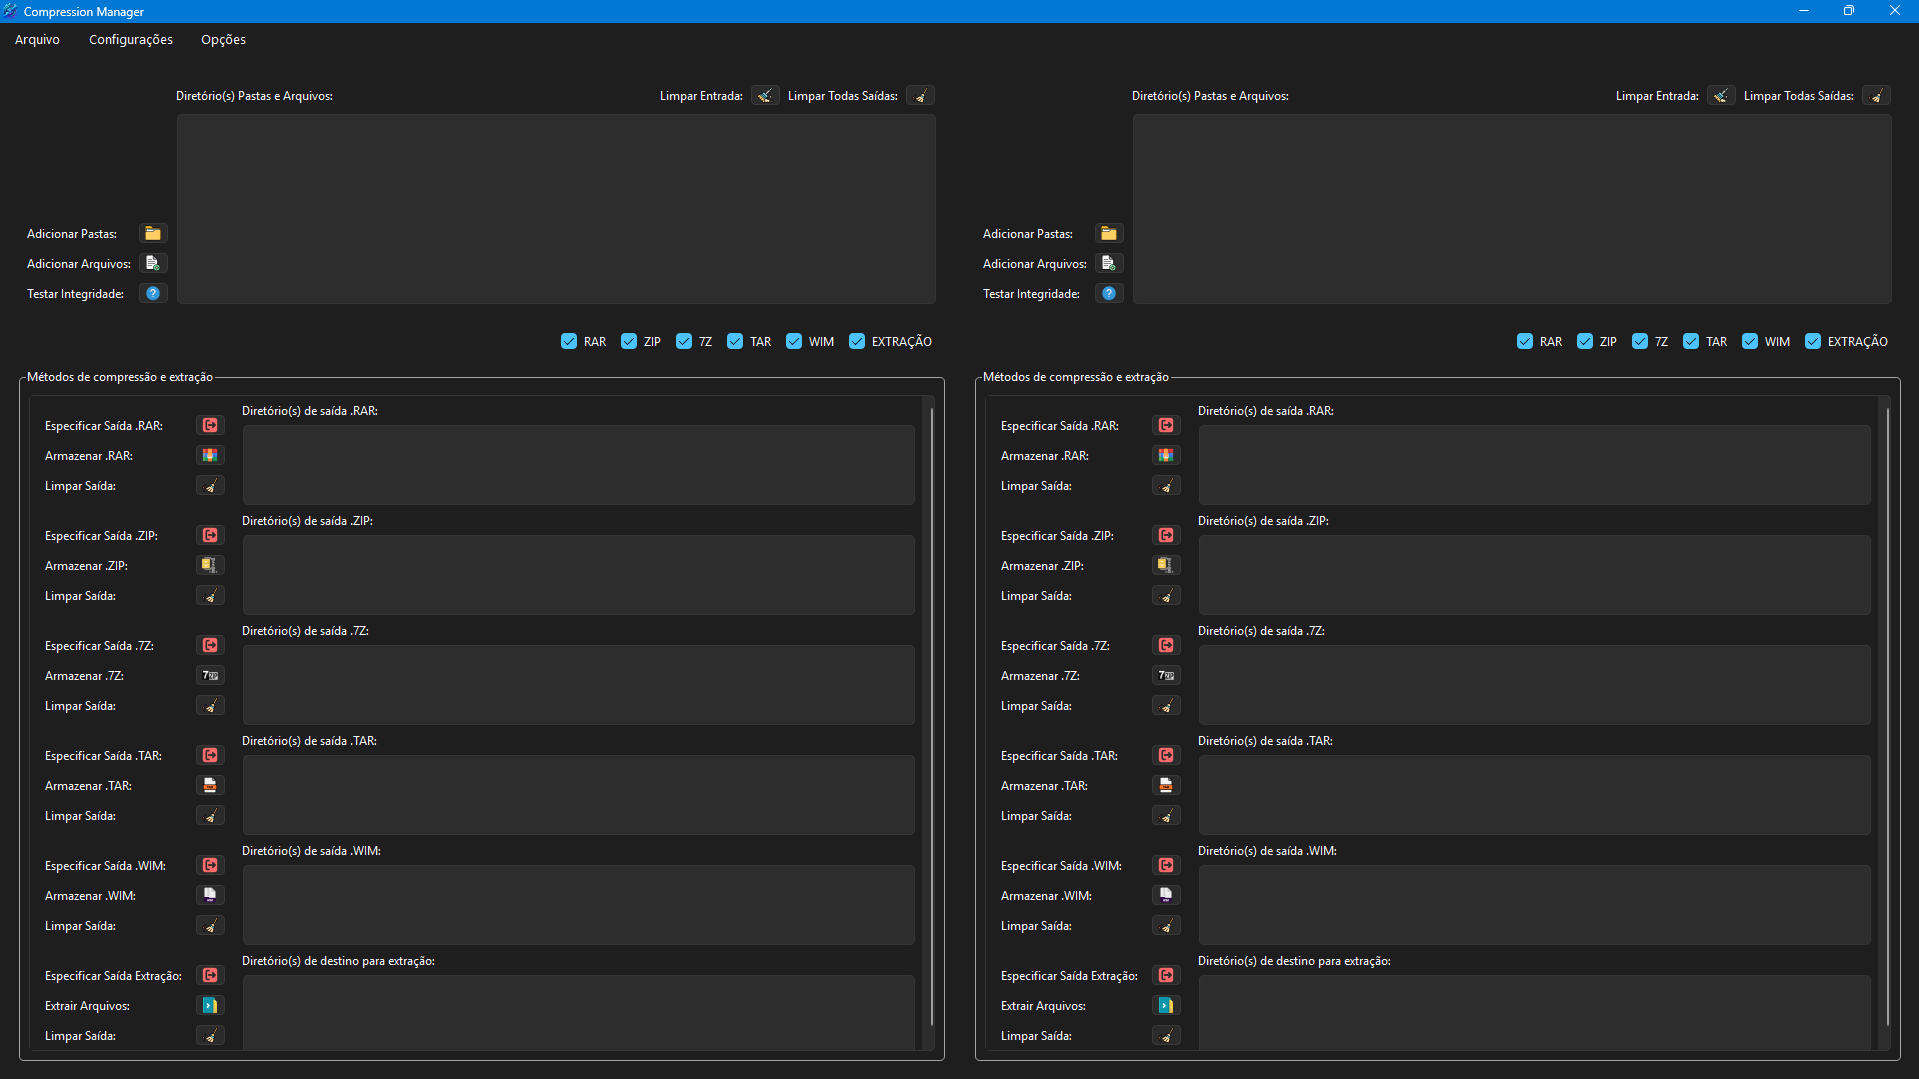 Compression Manager
Arquivo Configurações Opções
Diretório(s) Pastas e Arquivos: Limpar Entrada: Limpar Todas Saídas:
Adicionar Pastas:
Adicionar Arquivos:
Testar Integridade:
RAR ZIP 7Z TAR WIM EXTRAÇÃO
Métodos de compressão e extração
Diretório(s) de saída .RAR:
Especificar Saída .RAR:
Armazenar .RAR:
Limpar Saída:
Diretório(s) de saída .ZIP:
Especificar Saída .ZIP:
Armazenar .ZIP:
Limpar Saída:
Diretório(s) de saída .7Z:
Especificar Saída .7Z:
Armazenar .7Z:
Limpar Saída:
Diretório(s) de saída .TAR:
Especificar Saída .TAR:
Armazenar .TAR:
Limpar Saída:
Diretório(s) de saída .WIM:
Especificar Saída .WIM:
Armazenar .WIM:
Limpar Saída:
Diretório(s) de destino para extração:
Especificar Saída Extração:
Extrair Arquivos:
Limpar Saída:
Diretório(s) Pastas e Arquivos: Limpar Entrada: Limpar Todas Saídas:
Adicionar Pastas:
Adicionar Arquivos:
Testar Integridade:
RAR ZIP 7Z TAR WIM EXTRAÇÃO
Métodos de compressão e extração
Diretório(s) de saída .RAR:
Especificar Saída .RAR:
Armazenar .RAR:
Limpar Saída:
Diretório(s) de saída .ZIP:
Especificar Saída .ZIP:
Armazenar .ZIP:
Limpar Saída:
Diretório(s) de saída .7Z:
Especificar Saída .7Z:
Armazenar .7Z:
Limpar Saída:
Diretório(s) de saída .TAR:
Especificar Saída .TAR:
Armazenar .TAR:
Limpar Saída:
Diretório(s) de saída .WIM:
Especificar Saída .WIM:
Armazenar .WIM:
Limpar Saída:
Diretório(s) de destino para extração:
Especificar Saída Extração:
Extrair Arquivos:
Limpar Saída: